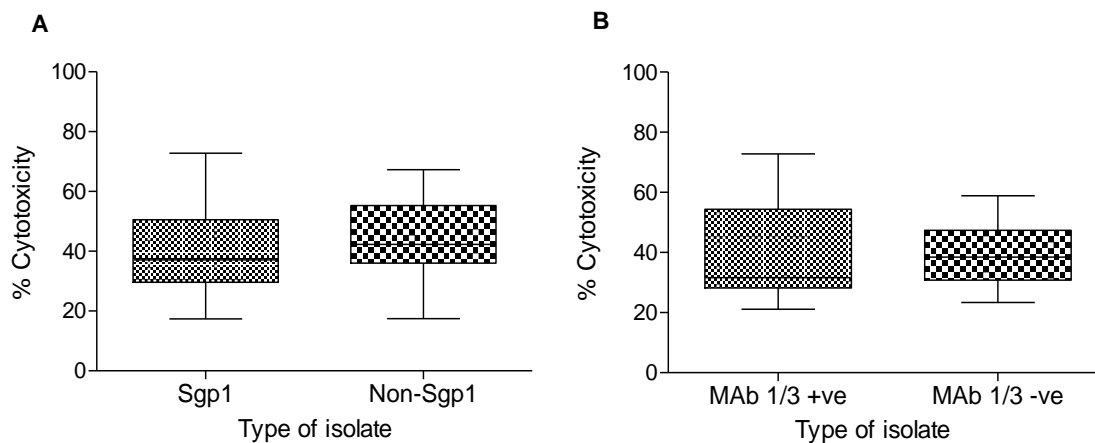 A
% Cytotoxicity
100
80
60
40
20
0
Sgp1 Non-Sgp1
Type of isolate
B
% Cytotoxicity
100
80
60
40
20
0
MAb 1/3 +ve MAb 1/3 -ve
Type of isolate